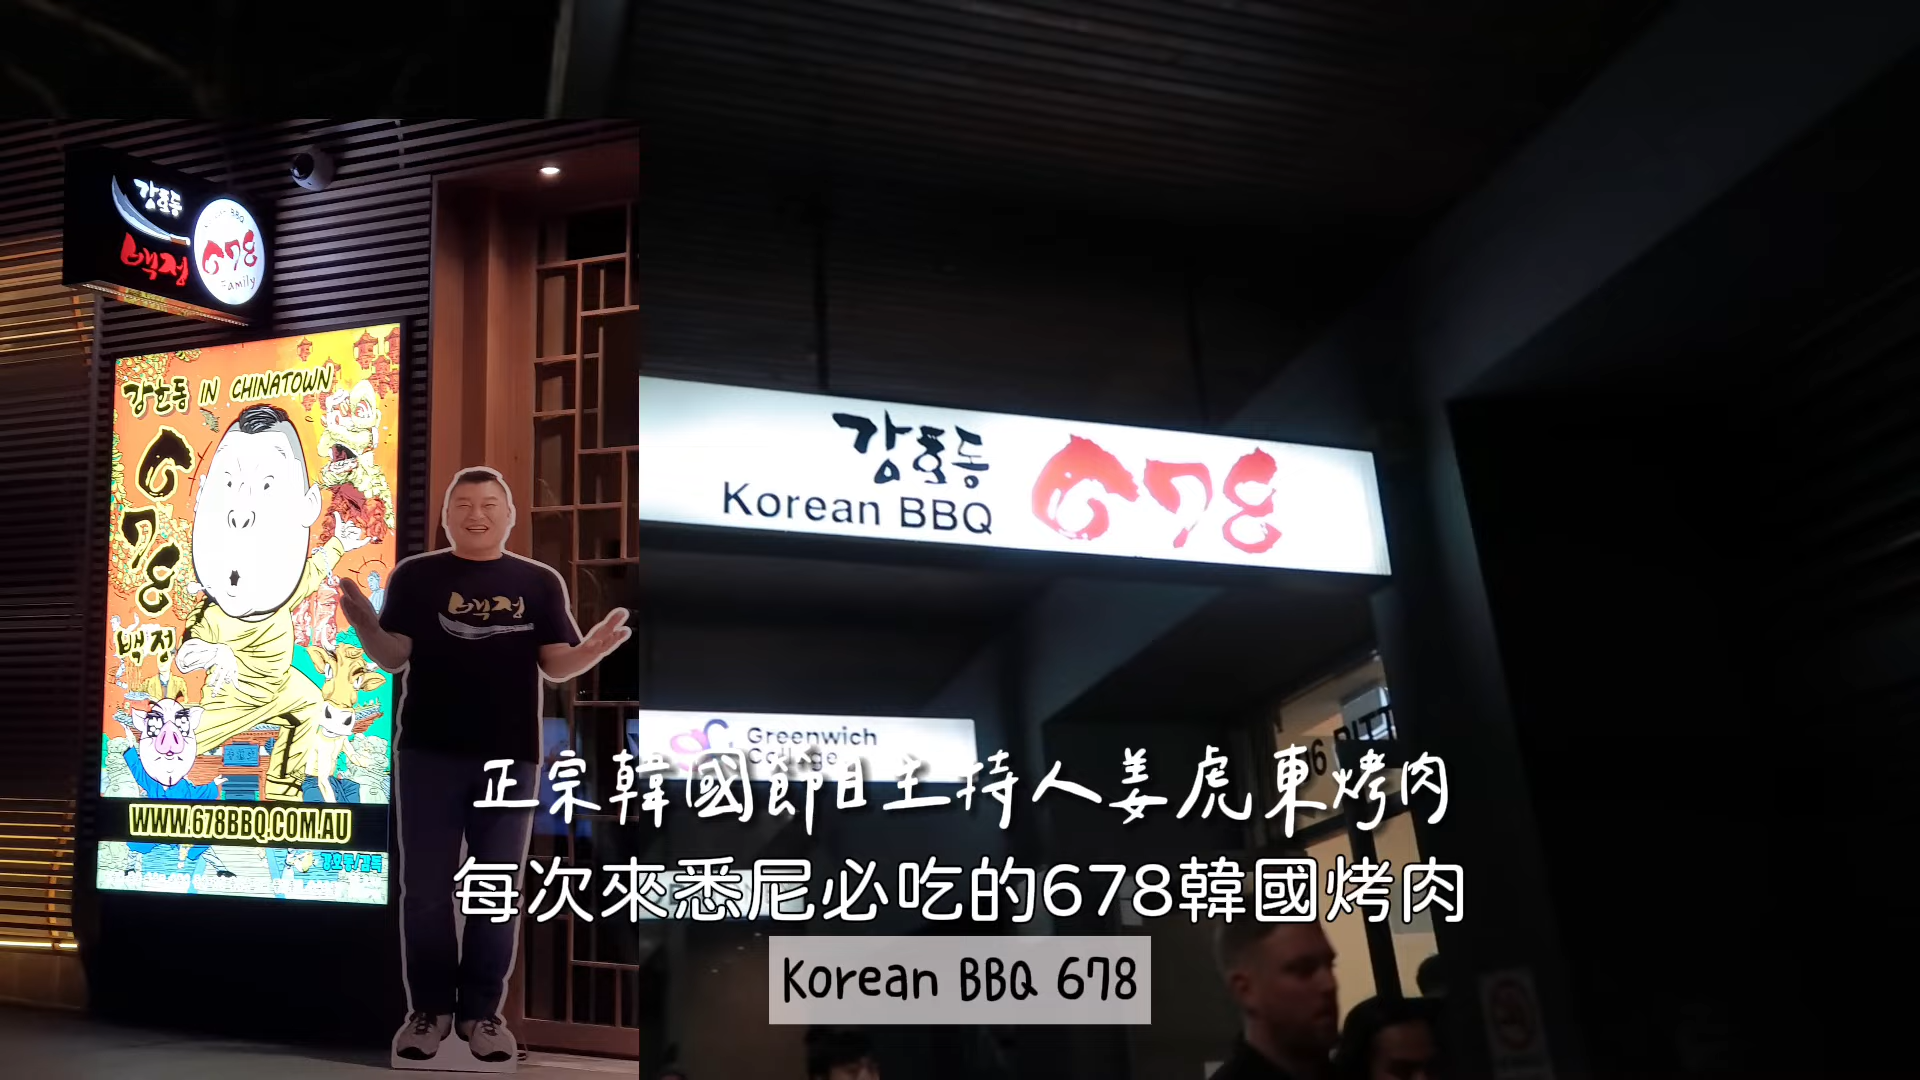 강호동
백정
BBQ
678
Family
강호동 IN CHINATOWN
678
백정
WWW.678BBQ.COM.AU
백정
강호동
Korean BBQ
678
Greenwich
College
正宗韓國節目主持人姜虎東烤肉
每次來悉尼必吃的678韓國烤肉
Korean BBQ 678